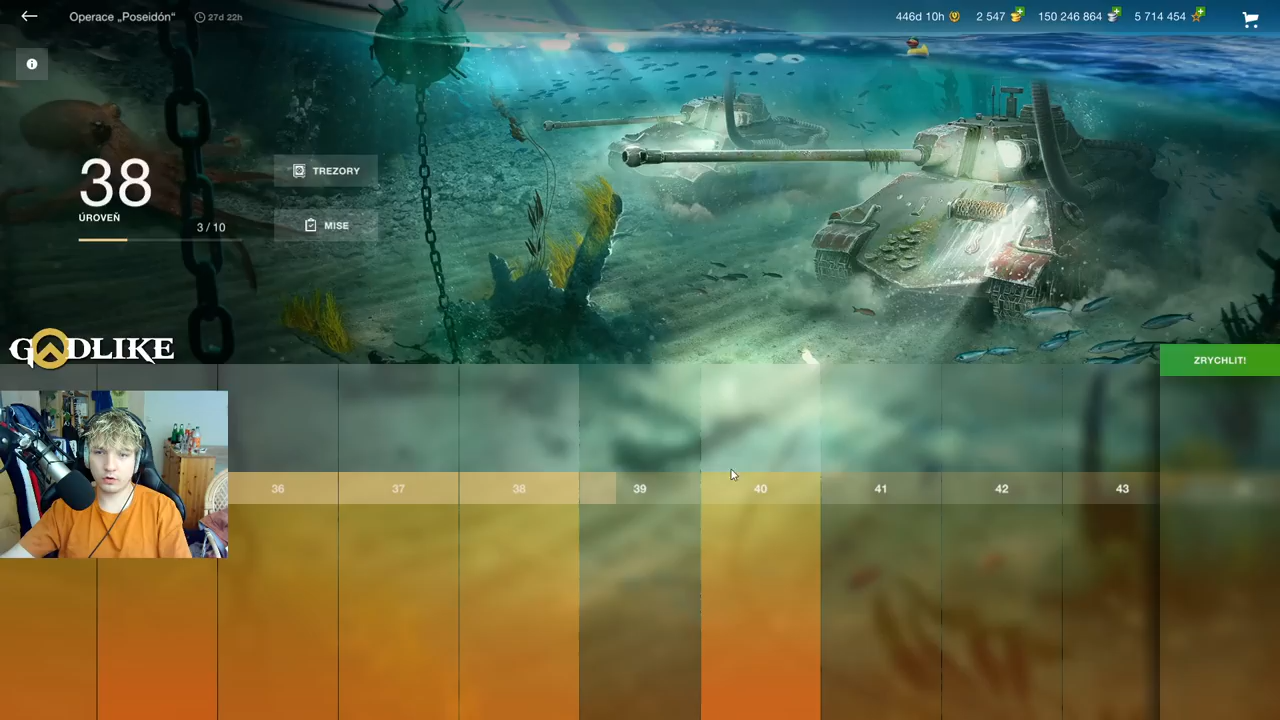 Operace „Poseidón“
27d 22h
446d 10h
2 547
150 246 864
5 714 454
38
ÚROVEŇ
3 / 10
TREZORY
MISE
GODLIKE
ZRYCHLIT!
36
37
38
39
40
41
42
43